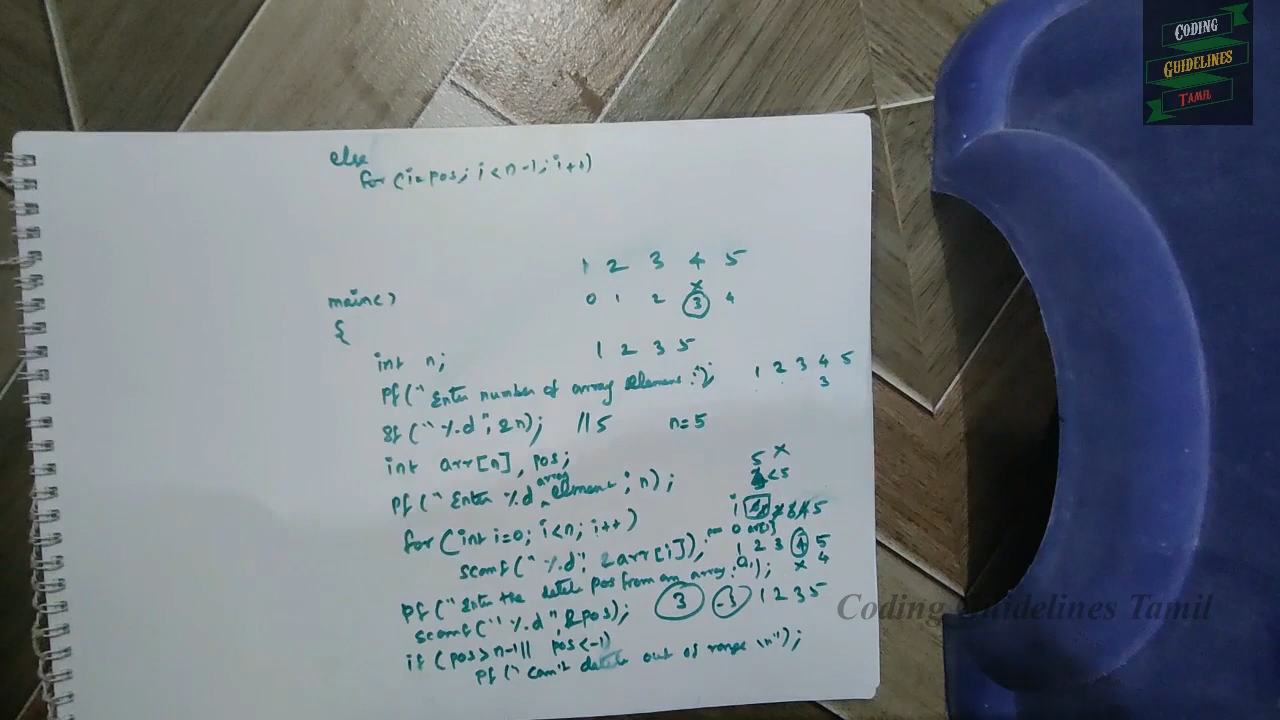 CODING
GUIDELINES
TAMIL
else
for (i=pos; i<n-1; i++)
1 2 3 4 5
x
main()
0 1 2 3 4
{
1 2 3 5
int n;
Pf(" Enter number of array element:");
1 2 3 4 5
3
Sf (" %d", &n); // 5 n=5
int arr[n], pos;
5 x
<5
array
Pf(" Enter %d element", n);
for (int i=0; i<n; i++)
i
scanf(" %d" &arr[i]);
1 2 3 4 5
x 4
Pf(" Enter the delete pos from an array:");
3 -3 1 2 3 5
scanf(" %d", &pos);
Coding Guidelines Tamil
if (pos>n-1 || pos<-1)
Pf(" Can't delete out of range \n");